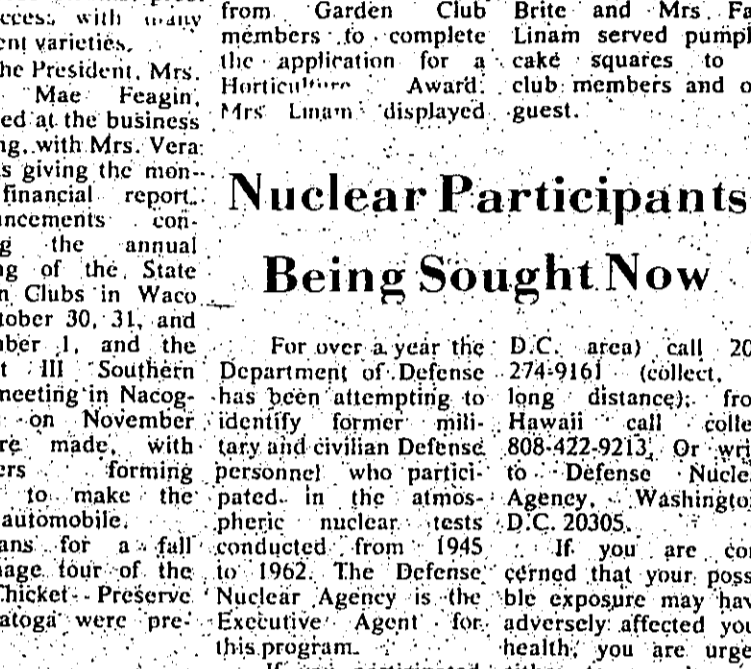 ccess with many
ent varieties.
he President, Mrs.
Mae Feagin,
ed at the business
ng, with Mrs. Vera
s giving the mon-
financial report.
ncements con-
g the annual
ng of the State
n Clubs in Waco
tober 30, 31, and
ber 1, and the
t III Southern
meeting in Nacog-
on November
re made, with
ers forming
to make the
automobile.
ans for a fall
age tour of the
Thicket Preserve
atoga were pre-
from Garden Club
members to complete
the application for a
Horticulture Award.
Mrs Linam displayed
Brite and Mrs. Fa
Linam served pumpl
cake squares to
club members and o
guest.
Nuclear Participants
Being Sought Now
For over a year the
Department of Defense
has been attempting to
identify former mili-
tary and civilian Defense
personnel who partici-
pated in the atmos-
pheric nuclear tests
conducted from 1945
to 1962. The Defense
Nuclear Agency is the
Executive Agent for
this program.
D.C. area) call 20
274-9161 (collect,
long distance); fro
Hawaii call colle
808-422-9213. Or wri
to Defense Nucle
Agency, Washington
D.C. 20305.
If you are con
cerned that your possi
ble exposure may hav
adversely affected you
health, you are urge